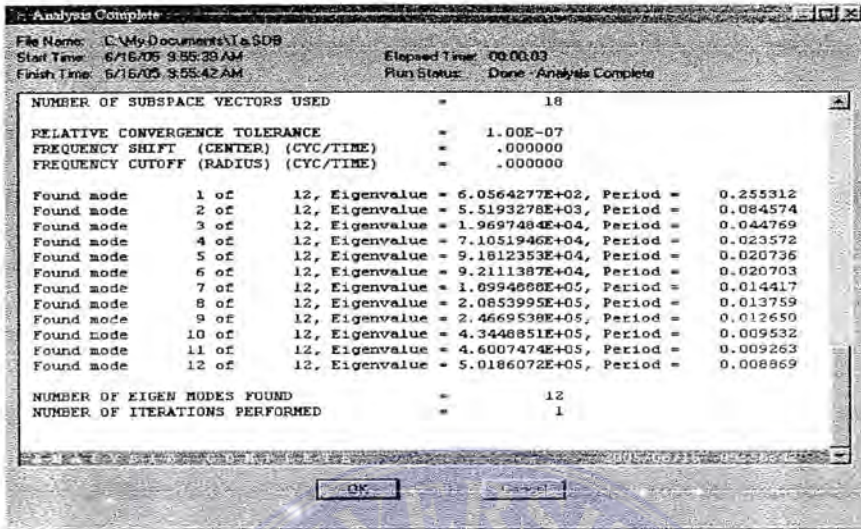 Analysis Complete
File Name: C:\My Documents\Ta.SDB
Start Time: 6/16/05 9:55:39 AM Elapsed Time: 00:00:03
Finish Time: 6/16/05 9:55:42 AM Run Status: Done - Analysis Complete
NUMBER OF SUBSPACE VECTORS USED = 18
RELATIVE CONVERGENCE TOLERANCE = 1.00E-07
FREQUENCY SHIFT (CENTER) (CYC/TIME) = .000000
FREQUENCY CUTOFF (RADIUS) (CYC/TIME) = .000000
Found mode 1 of 12, Eigenvalue = 6.0564277E+02, Period = 0.255312
Found mode 2 of 12, Eigenvalue = 5.5193278E+03, Period = 0.084574
Found mode 3 of 12, Eigenvalue = 1.9697484E+04, Period = 0.044769
Found mode 4 of 12, Eigenvalue = 7.1051946E+04, Period = 0.023572
Found mode 5 of 12, Eigenvalue = 9.1812353E+04, Period = 0.020736
Found mode 6 of 12, Eigenvalue = 9.2111387E+04, Period = 0.020703
Found mode 7 of 12, Eigenvalue = 1.8994888E+05, Period = 0.014417
Found mode 8 of 12, Eigenvalue = 2.0853995E+05, Period = 0.013759
Found mode 9 of 12, Eigenvalue = 2.4669538E+05, Period = 0.012650
Found mode 10 of 12, Eigenvalue = 4.3448851E+05, Period = 0.009532
Found mode 11 of 12, Eigenvalue = 4.6007474E+05, Period = 0.009263
Found mode 12 of 12, Eigenvalue = 5.0186072E+05, Period = 0.008869
NUMBER OF EIGEN MODES FOUND = 12
NUMBER OF ITERATIONS PERFORMED = 1
A N A L Y S I S C O M P L E T E 2005/06/16 09:55:42
OK Cancel